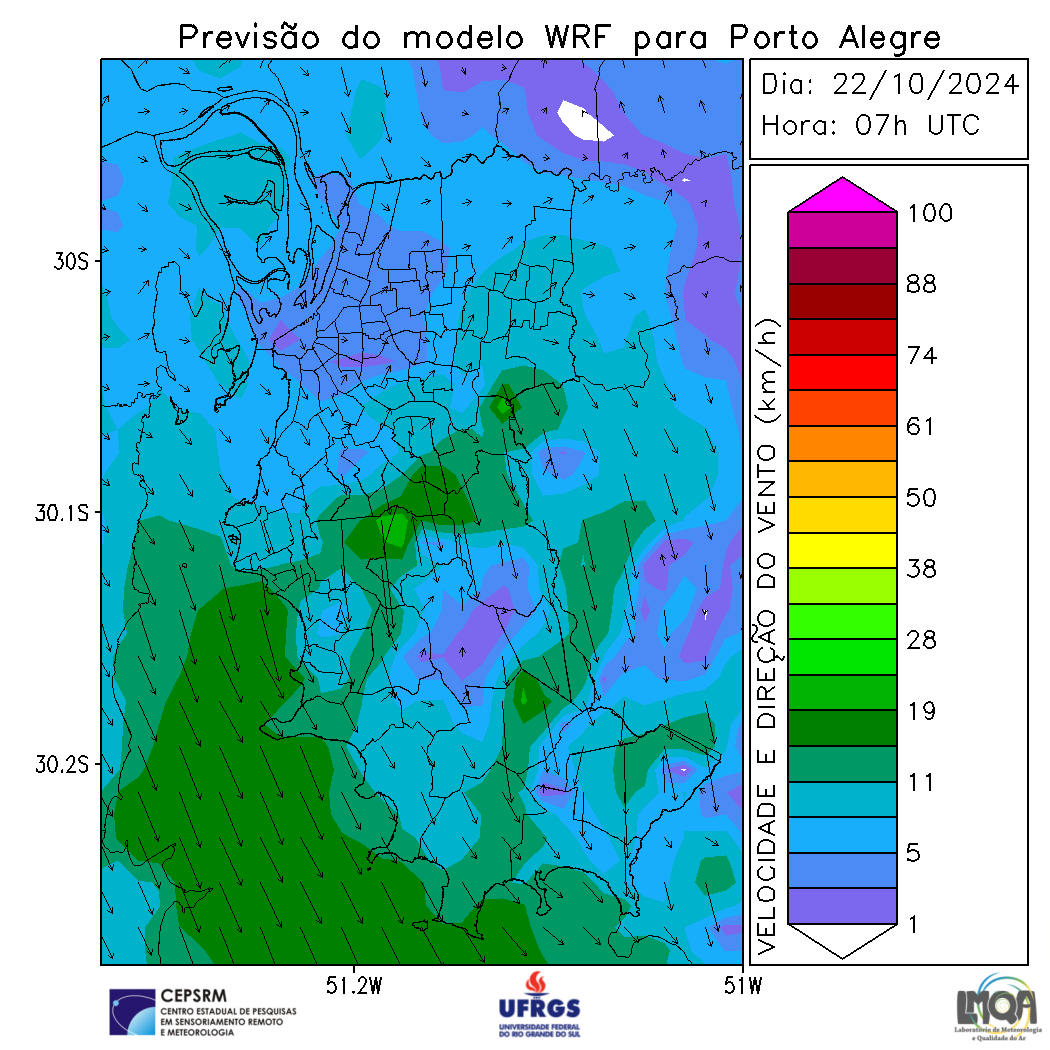 Previsão do modelo WRF para Porto Alegre
Dia: 22/10/2024
Hora: 07h UTC
30S
30.1S
30.2S
51.2W
51W
VELOCIDADE E DIREÇÃO DO VENTO (km/h)
100
88
74
61
50
38
28
19
11
5
1
CEPSRM
CENTRO ESTADUAL DE PESQUISAS
EM SENSORIAMENTO REMOTO
E METEOROLOGIA
UFRGS
UNIVERSIDADE FEDERAL
DO RIO GRANDE DO SUL
LMQA
Laboratório de Meteorologia
e Qualidade do Ar